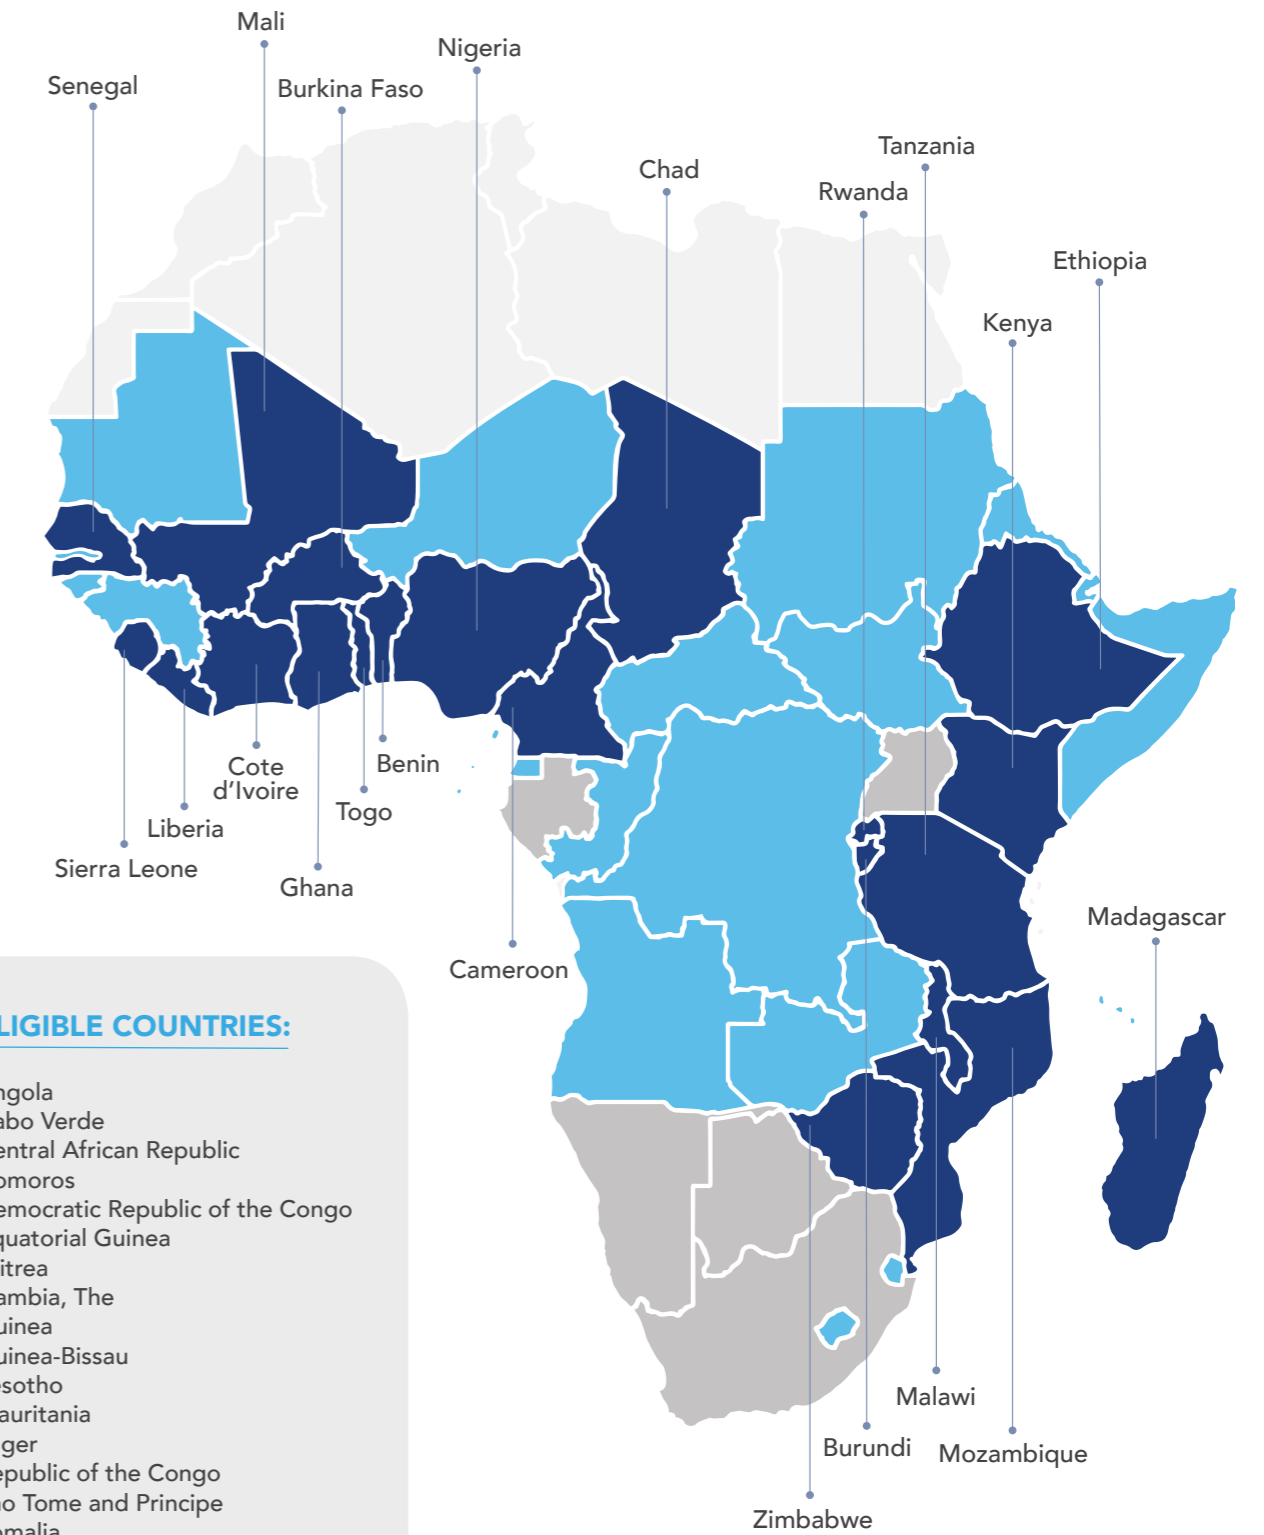 Mali
Nigeria
Senegal
Burkina Faso
Tanzania
Chad
Rwanda
Ethiopia
Kenya
Benin
Cote
d'Ivoire
Togo
Liberia
Sierra Leone
Ghana
Madagascar
Cameroon
LIGIBLE COUNTRIES:
ngola
abo Verde
entral African Republic
omoros
emocratic Republic of the Congo
quatorial Guinea
itrea
ambia, The
uinea
uinea-Bissau
esotho
auritania
ger
epublic of the Congo
o Tome and Principe
omalia
Malawi
Burundi
Mozambique
Zimbabwe